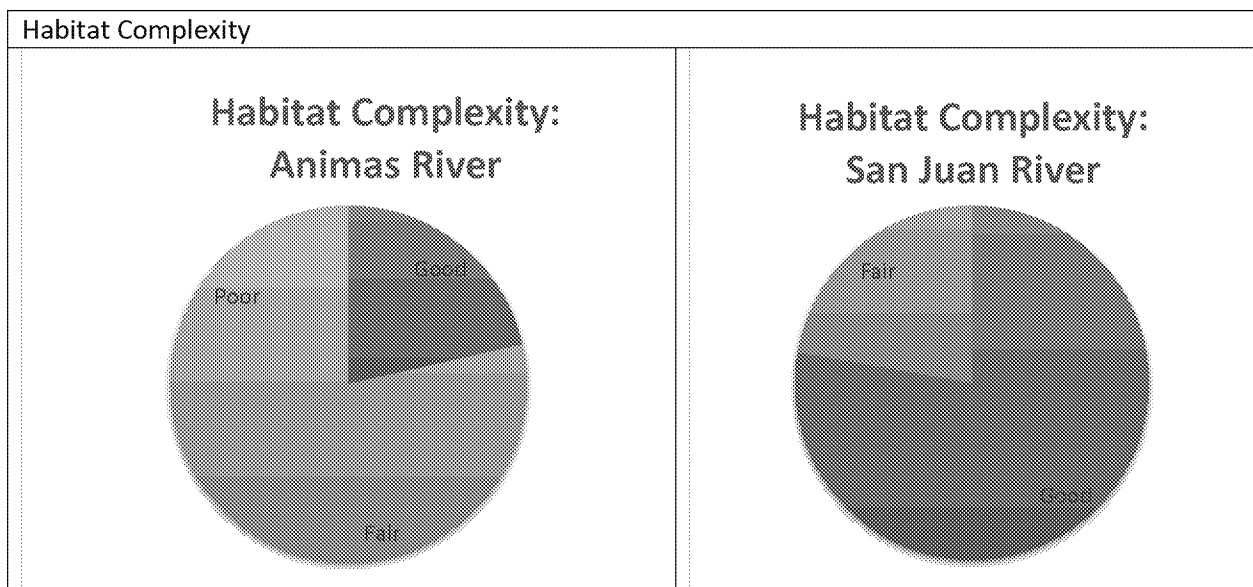 Habitat Complexity
Habitat Complexity:
Animas River
Good
Poor
Fair
Habitat Complexity:
San Juan River
Fair
Good